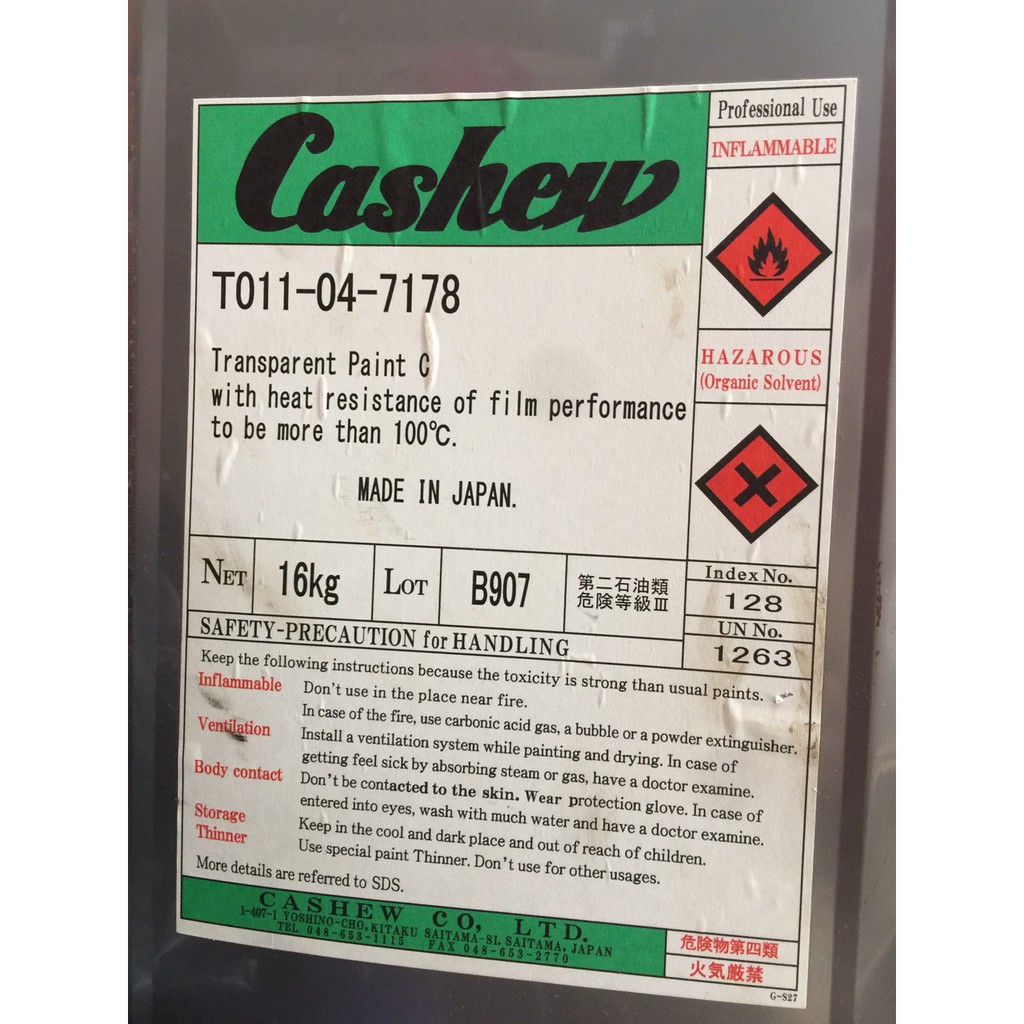 Cashew
Professional Use
INFLAMMABLE
T011-04-7178
Transparent Paint C
with heat resistance of film performance
to be more than 100℃.
MADE IN JAPAN.
HAZAROUS
(Organic Solvent)
NET 16kg LOT B907 第二石油類
危険等級Ⅲ
Index No.
128
UN No.
1263
SAFETY-PRECAUTION for HANDLING
Keep the following instructions because the toxicity is strong than usual paints.
Inflammable Don't use in the place near fire.
In case of the fire, use carbonic acid gas, a bubble or a powder extinguisher.
Ventilation Install a ventilation system while painting and drying. In case of
getting feel sick by absorbing steam or gas, have a doctor examine.
Body contact Don't be contacted to the skin. Wear protection glove. In case of
entered into eyes, wash with much water and have a doctor examine.
Storage Keep in the cool and dark place and out of reach of children.
Thinner Use special paint Thinner. Don't use for other usages.
More details are referred to SDS.
CASHEW CO, LTD.
1-407-1 YOSHINO-CHO, KITAKU SAITAMA-SI, SAITAMA, JAPAN
TEL 048-653-1115 FAX 048-653-2770
危険物第四類
火気厳禁
G-S27